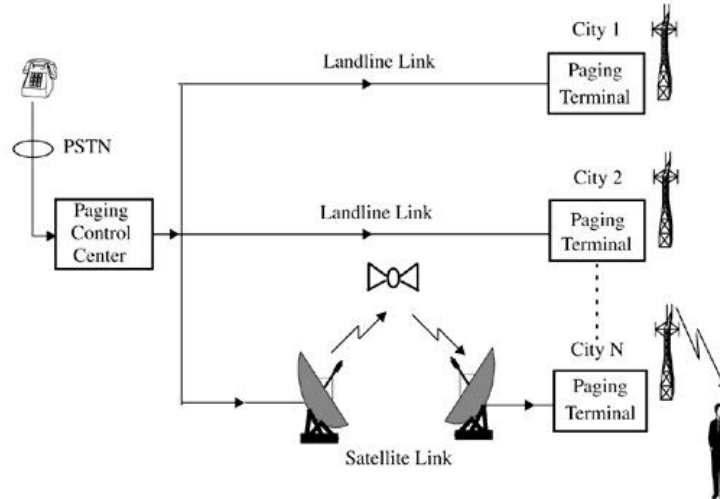 City 1
Landline Link
Paging
Terminal
PSTN
City 2
Paging
Control
Center
Landline Link
Paging
Terminal
City N
Paging
Terminal
Satellite Link